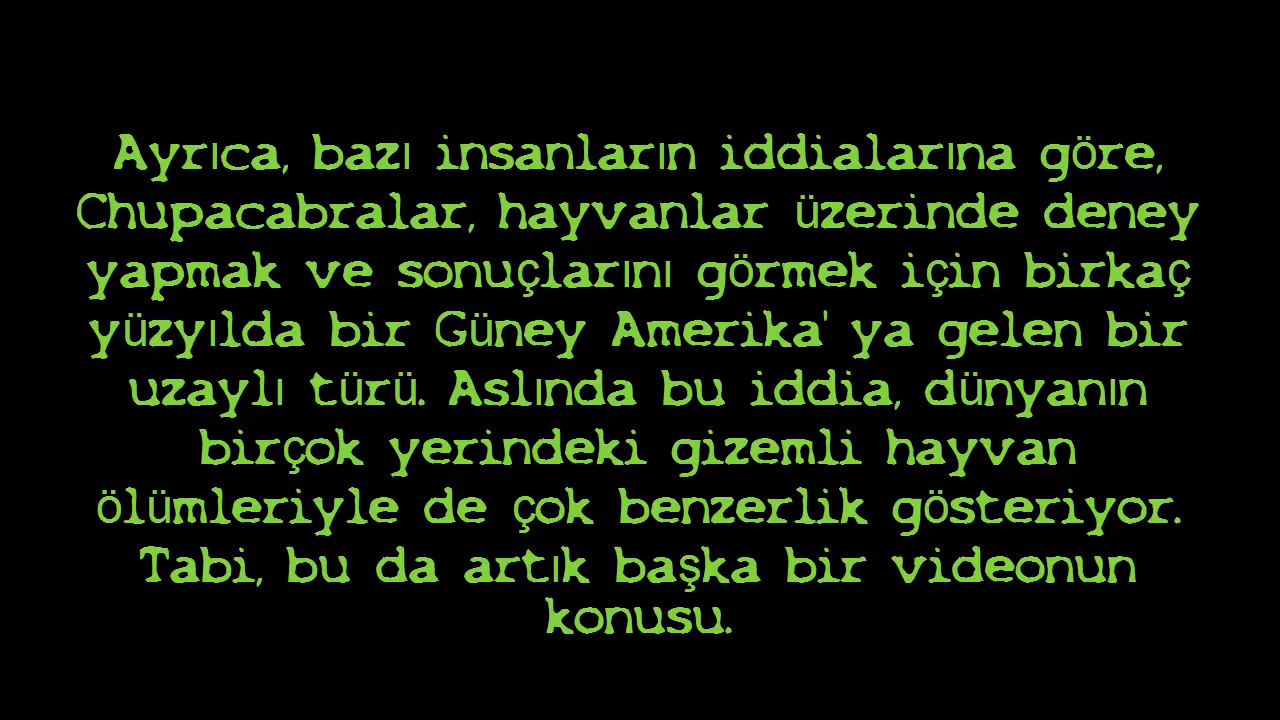 Ayrıca, bazı insanların iddialarına göre,
Chupacabralar, hayvanlar üzerinde deney
yapmak ve sonuçlarını görmek için birkaç
yüzyılda bir Güney Amerika' ya gelen bir
uzaylı türü. Aslında bu iddia, dünyanın
birçok yerindeki gizemli hayvan
ölümleriyle de çok benzerlik gösteriyor.
Tabi, bu da artık başka bir videonun
konusu.